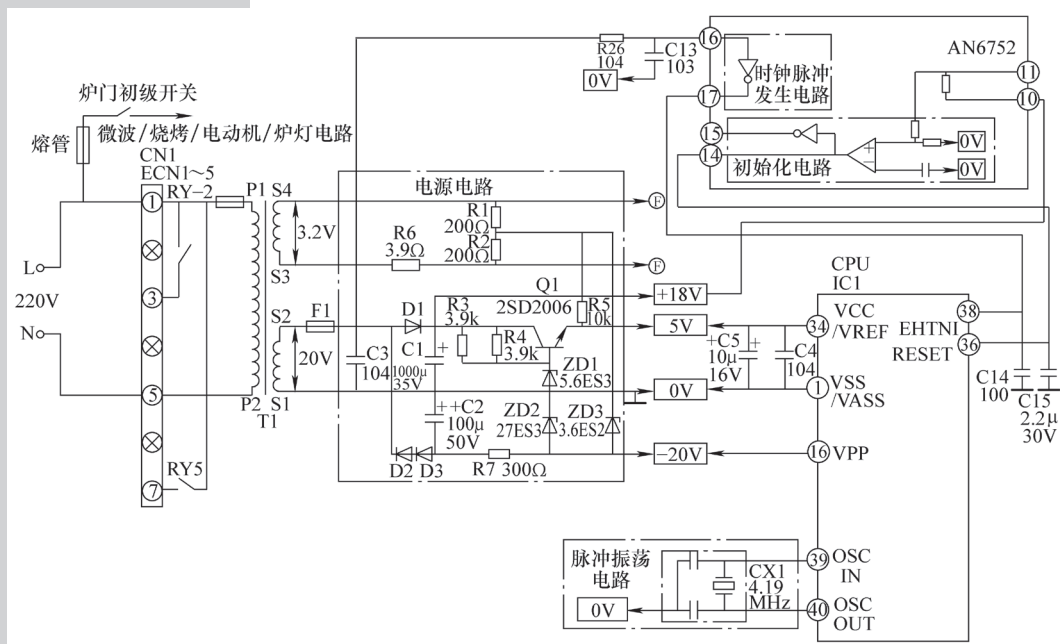 AN6752
16
R26
104
C13
103
0V
时钟脉冲
发生电路
11
10
17
15
14
0V
0V
初始化电路
炉门初级开关
微波/烧烤/电动机/炉灯电路
熔管
CN1
ECN1~5
RY-2
P1
S4
电源电路
1
3.2V
R1
200Ω
R2
200Ω
R6
3.9Ω
F
F
S3
L
220V
N
3
5
7
RY5
P2
T1
S2
F1
20V
S1
C3
104
D1
C1
1000μ
35V
+
R3
3.9k
R4
3.9k
Q1
2SD2006
R5
10k
ZD1
5.6ES3
++C2
100μ
50V
ZD2
27ES3
ZD3
3.6ES2
D2
D3
R7 300Ω
+18V
5V
0V
-20V
+C5
10μ
16V
+
C4
104
CPU
IC1
34
VCC
/VREF
1
VSS
/VASS
16
VPP
38
EHTNI
36
RESET
C14
100
C15
2.2μ
30V
脉冲振荡
电路
0V
CX1
4.19
MHz
39
OSC
IN
40
OSC
OUT